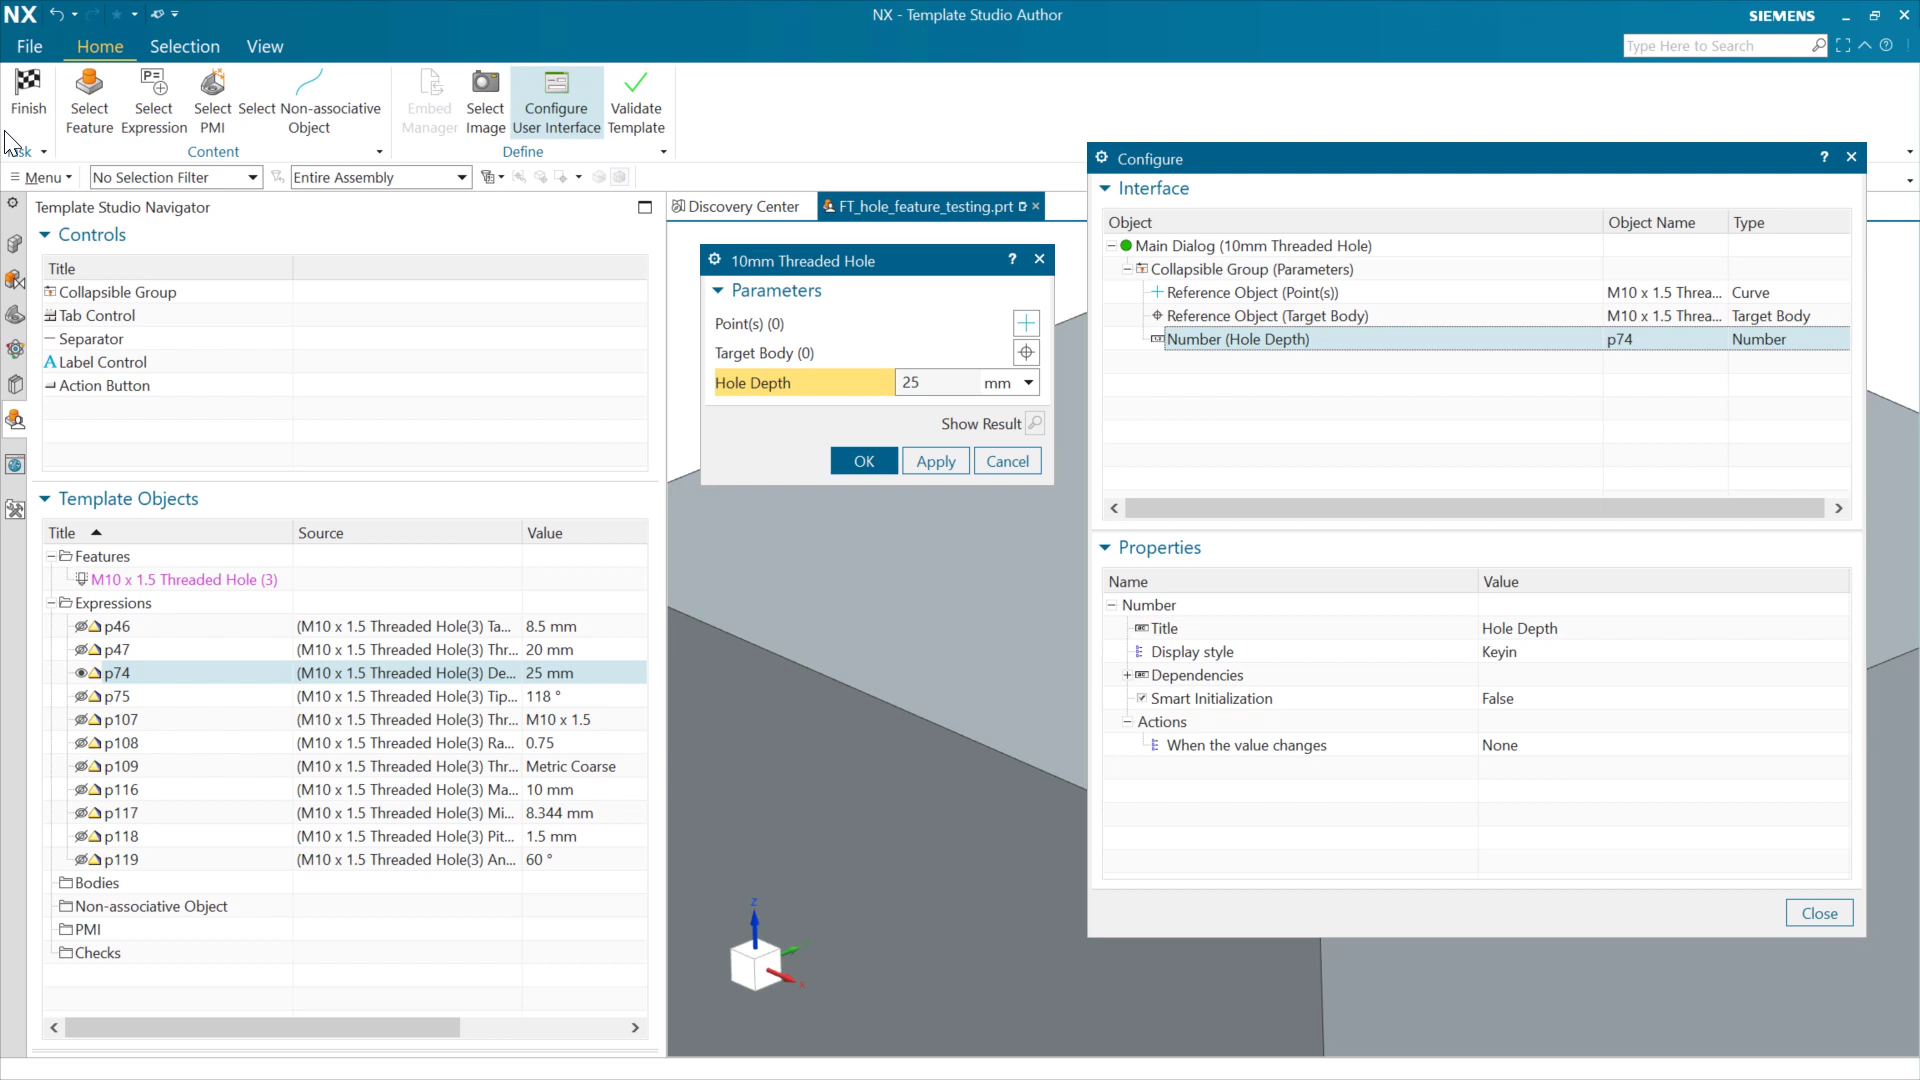 NX
NX - Template Studio Author
SIEMENS
File
Home
Selection
View
Type Here to Search
Finish
Select Feature
Select Expression
Select PMI
Select Non-associative Object
Embed Manager
Select Image
Configure User Interface
Validate Template
Content
Define
Menu
No Selection Filter
Entire Assembly
Template Studio Navigator
Controls
Title
Collapsible Group
Tab Control
Separator
Label Control
Action Button
Template Objects
Title Source Value
Features
M10 x 1.5 Threaded Hole (3)
Expressions
p46 (M10 x 1.5 Threaded Hole(3) Ta... 8.5 mm
p47 (M10 x 1.5 Threaded Hole(3) Thr... 20 mm
p74 (M10 x 1.5 Threaded Hole(3) De... 25 mm
p75 (M10 x 1.5 Threaded Hole(3) Tip... 118 °
p107 (M10 x 1.5 Threaded Hole(3) Thr... M10 x 1.5
p108 (M10 x 1.5 Threaded Hole(3) Ra... 0.75
p109 (M10 x 1.5 Threaded Hole(3) Thr... Metric Coarse
p116 (M10 x 1.5 Threaded Hole(3) Ma... 10 mm
p117 (M10 x 1.5 Threaded Hole(3) Mi... 8.344 mm
p118 (M10 x 1.5 Threaded Hole(3) Pit... 1.5 mm
p119 (M10 x 1.5 Threaded Hole(3) An... 60 °
Bodies
Non-associative Object
PMI
Checks
Discovery Center
FT_hole_feature_testing.prt
10mm Threaded Hole
Parameters
Point(s) (0)
Target Body (0)
Hole Depth 25 mm
Show Result
OK Apply Cancel
Z
X
Configure
Interface
Object Object Name Type
Main Dialog (10mm Threaded Hole)
Collapsible Group (Parameters)
Reference Object (Point(s)) M10 x 1.5 Threa... Curve
Reference Object (Target Body) M10 x 1.5 Threa... Target Body
Number (Hole Depth) p74 Number
Properties
Name Value
Number
Title Hole Depth
Display style Keyin
Dependencies
Smart Initialization False
Actions
When the value changes None
Close